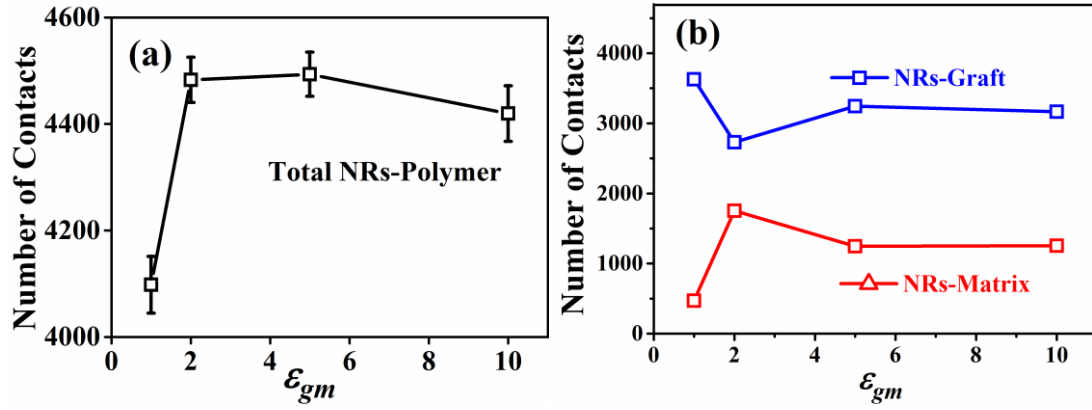 (a)
Number of Contacts
4600
4400
4200
4000
Total NRs-Polymer
0 2 4 6 8 10
εgm
(b)
Number of Contacts
4000
3000
2000
1000
0
NRs-Graft
NRs-Matrix
0 2 4 6 8 10
εgm